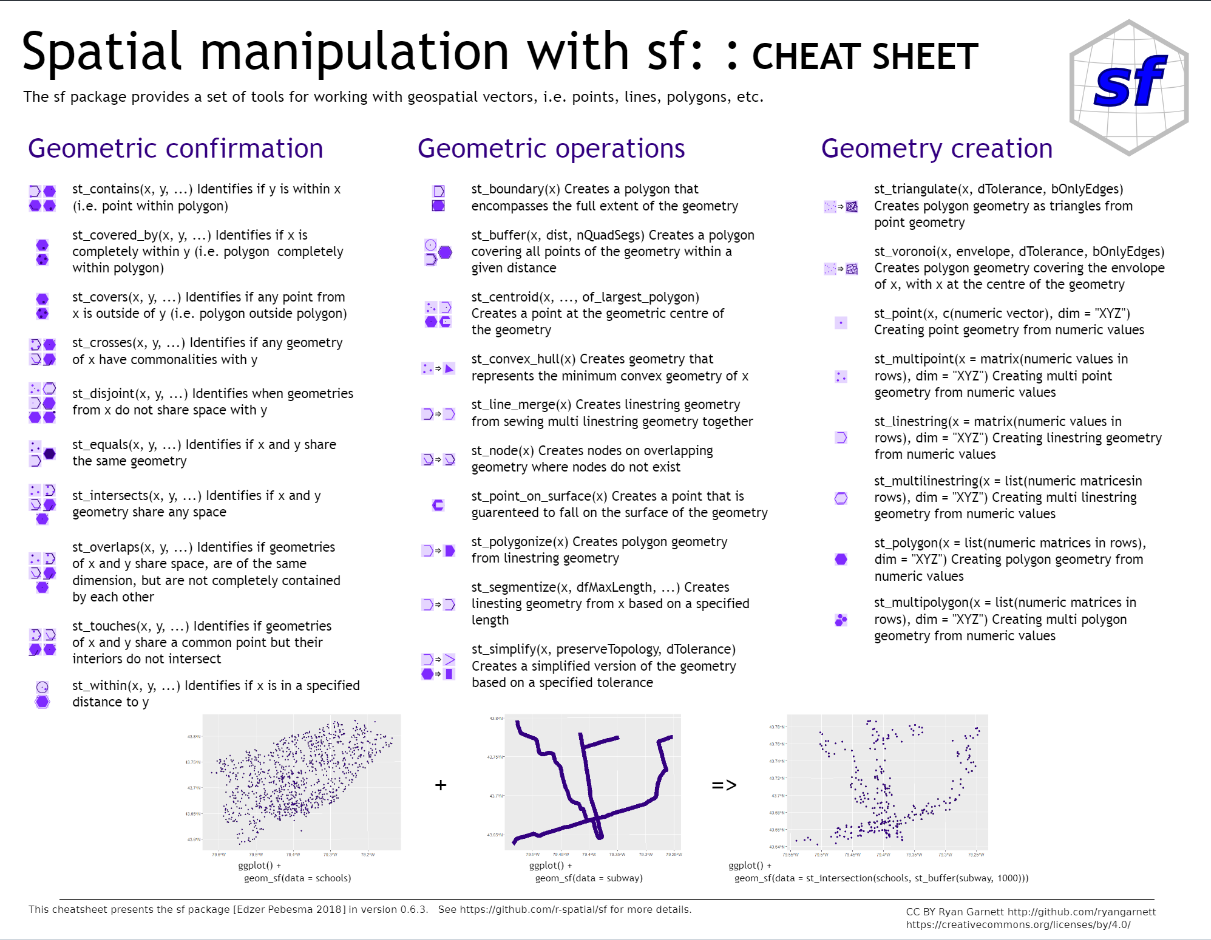 Spatial manipulation with sf: : CHEAT SHEET
The sf package provides a set of tools for working with geospatial vectors, i.e. points, lines, polygons, etc.
sf
Geometric confirmation
st_contains(x, y, ...) Identifies if y is within x
(i.e. point within polygon)
st_covered_by(x, y, ...) Identifies if x is
completely within y (i.e. polygon completely
within polygon)
st_covers(x, y, ...) Identifies if any point from
x is outside of y (i.e. polygon outside polygon)
st_crosses(x, y, ...) Identifies if any geometry
of x have commonalities with y
st_disjoint(x, y, ...) Identifies when geometries
from x do not share space with y
st_equals(x, y, ...) Identifies if x and y share
the same geometry
st_intersects(x, y, ...) Identifies if x and y
geometry share any space
st_overlaps(x, y, ...) Identifies if geometries
of x and y share space, are of the same
dimension, but are not completely contained
by each other
st_touches(x, y, ...) Identifies if geometries
of x and y share a common point but their
interiors do not intersect
st_within(x, y, ...) Identifies if x is in a specified
distance to y
Geometric operations
st_boundary(x) Creates a polygon that
encompasses the full extent of the geometry
st_buffer(x, dist, nQuadSegs) Creates a polygon
covering all points of the geometry within a
given distance
st_centroid(x, ..., of_largest_polygon)
Creates a point at the geometric centre of
the geometry
st_convex_hull(x) Creates geometry that
represents the minimum convex geometry of x
st_line_merge(x) Creates linestring geometry
from sewing multi linestring geometry together
st_node(x) Creates nodes on overlapping
geometry where nodes do not exist
st_point_on_surface(x) Creates a point that is
guarenteed to fall on the surface of the geometry
st_polygonize(x) Creates polygon geometry
from linestring geometry
st_segmentize(x, dfMaxLength, ...) Creates
linesting geometry from x based on a specified
length
st_simplify(x, preserveTopology, dTolerance)
Creates a simplified version of the geometry
based on a specified tolerance
Geometry creation
st_triangulate(x, dTolerance, bOnlyEdges)
Creates polygon geometry as triangles from
point geometry
st_voronoi(x, envelope, dTolerance, bOnlyEdges)
Creates polygon geometry covering the envolope
of x, with x at the centre of the geometry
st_point(x, c(numeric vector), dim = "XYZ")
Creating point geometry from numeric values
st_multipoint(x = matrix(numeric values in
rows), dim = "XYZ") Creating multi point
geometry from numeric values
st_linestring(x = matrix(numeric values in
rows), dim = "XYZ") Creating linestring geometry
from numeric values
st_multilinestring(x = list(numeric matricesin
rows), dim = "XYZ") Creating multi linestring
geometry from numeric values
st_polygon(x = list(numeric matrices in rows),
dim = "XYZ") Creating polygon geometry from
numeric values
st_multipolygon(x = list(numeric matrices in
rows), dim = "XYZ") Creating multi polygon
geometry from numeric values
+
=>
ggplot() +
geom_sf(data = schools)
ggplot() +
geom_sf(data = subway)
ggplot() +
geom_sf(data = st_intersection(schools, st_buffer(subway, 1000)))
This cheatsheet presents the sf package [Edzer Pebesma 2018] in version 0.6.3. See https://github.com/r-spatial/sf for more details.
CC BY Ryan Garnett http://github.com/ryangarnett
https://creativecommons.org/licenses/by/4.0/